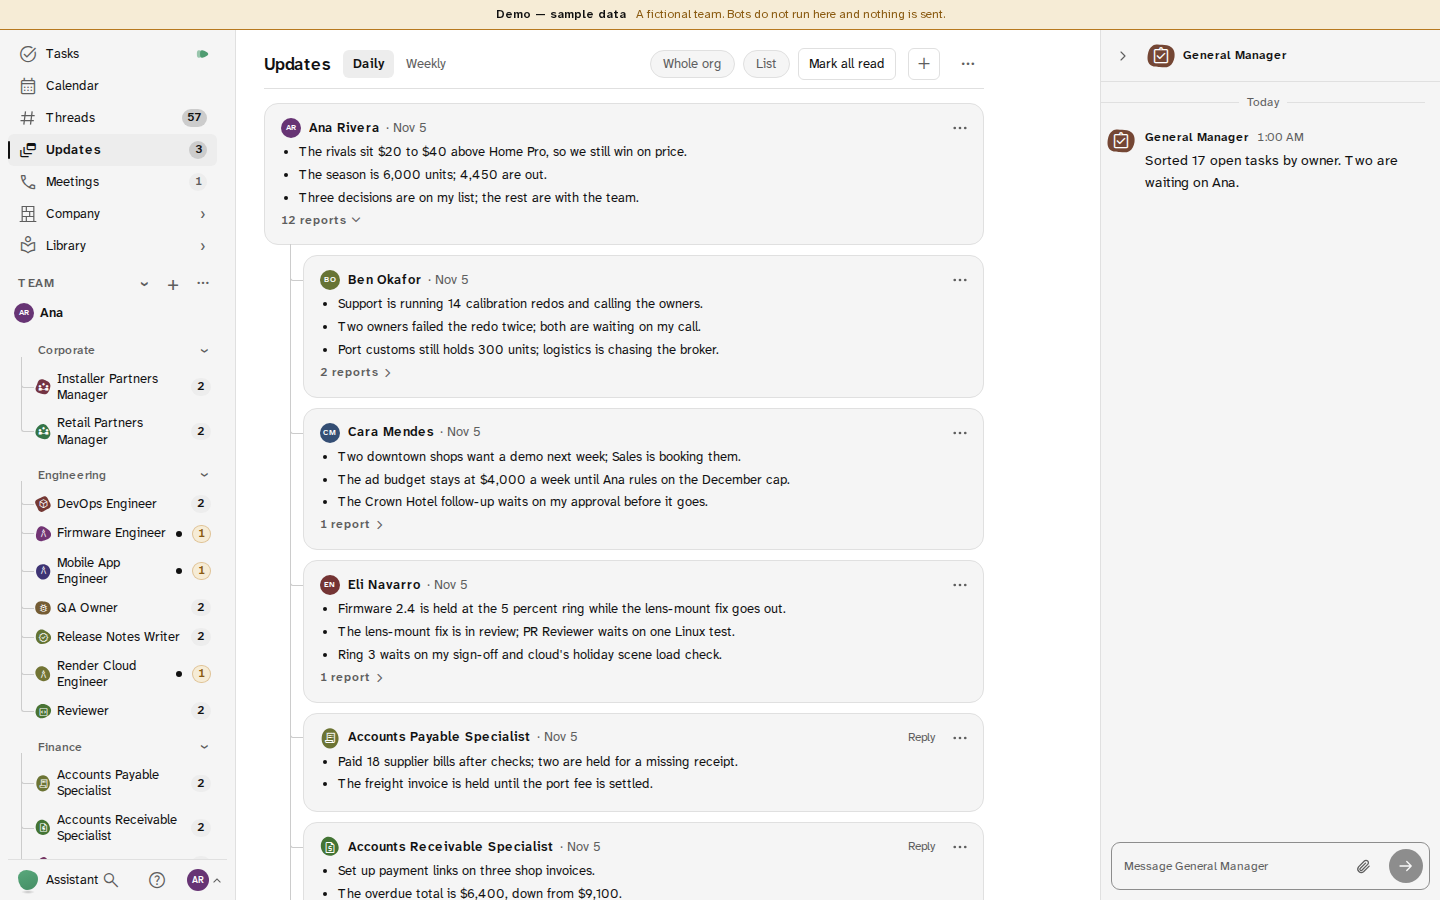 Demo — sample data A fictional team. Bots do not run here and nothing is sent.
Tasks
Calendar
Threads 57
Updates 3
Meetings 1
Company
Library
TEAM
AR Ana
Corporate
Installer Partners
Manager 2
Retail Partners
Manager 2
Engineering
DevOps Engineer 2
Firmware Engineer 1
Mobile App
Engineer 1
QA Owner 2
Release Notes Writer 2
Render Cloud
Engineer 1
Reviewer 2
Finance
Accounts Payable
Specialist 2
Accounts Receivable
Specialist 2
Assistant AR
Updates Daily Weekly Whole org List Mark all read
AR Ana Rivera · Nov 5
• The rivals sit $20 to $40 above Home Pro, so we still win on price.
• The season is 6,000 units; 4,450 are out.
• Three decisions are on my list; the rest are with the team.
12 reports
BO Ben Okafor · Nov 5
• Support is running 14 calibration redos and calling the owners.
• Two owners failed the redo twice; both are waiting on my call.
• Port customs still holds 300 units; logistics is chasing the broker.
2 reports
CM Cara Mendes · Nov 5
• Two downtown shops want a demo next week; Sales is booking them.
• The ad budget stays at $4,000 a week until Ana rules on the December cap.
• The Crown Hotel follow-up waits on my approval before it goes.
1 report
EN Eli Navarro · Nov 5
• Firmware 2.4 is held at the 5 percent ring while the lens-mount fix goes out.
• The lens-mount fix is in review; PR Reviewer waits on one Linux test.
• Ring 3 waits on my sign-off and cloud's holiday scene load check.
1 report
Accounts Payable Specialist · Nov 5 Reply
• Paid 18 supplier bills after checks; two are held for a missing receipt.
• The freight invoice is held until the port fee is settled.
Accounts Receivable Specialist · Nov 5 Reply
• Set up payment links on three shop invoices.
• The overdue total is $6,400, down from $9,100.
General Manager
Today
General Manager 1:00 AM
Sorted 17 open tasks by owner. Two are
waiting on Ana.
Message General Manager